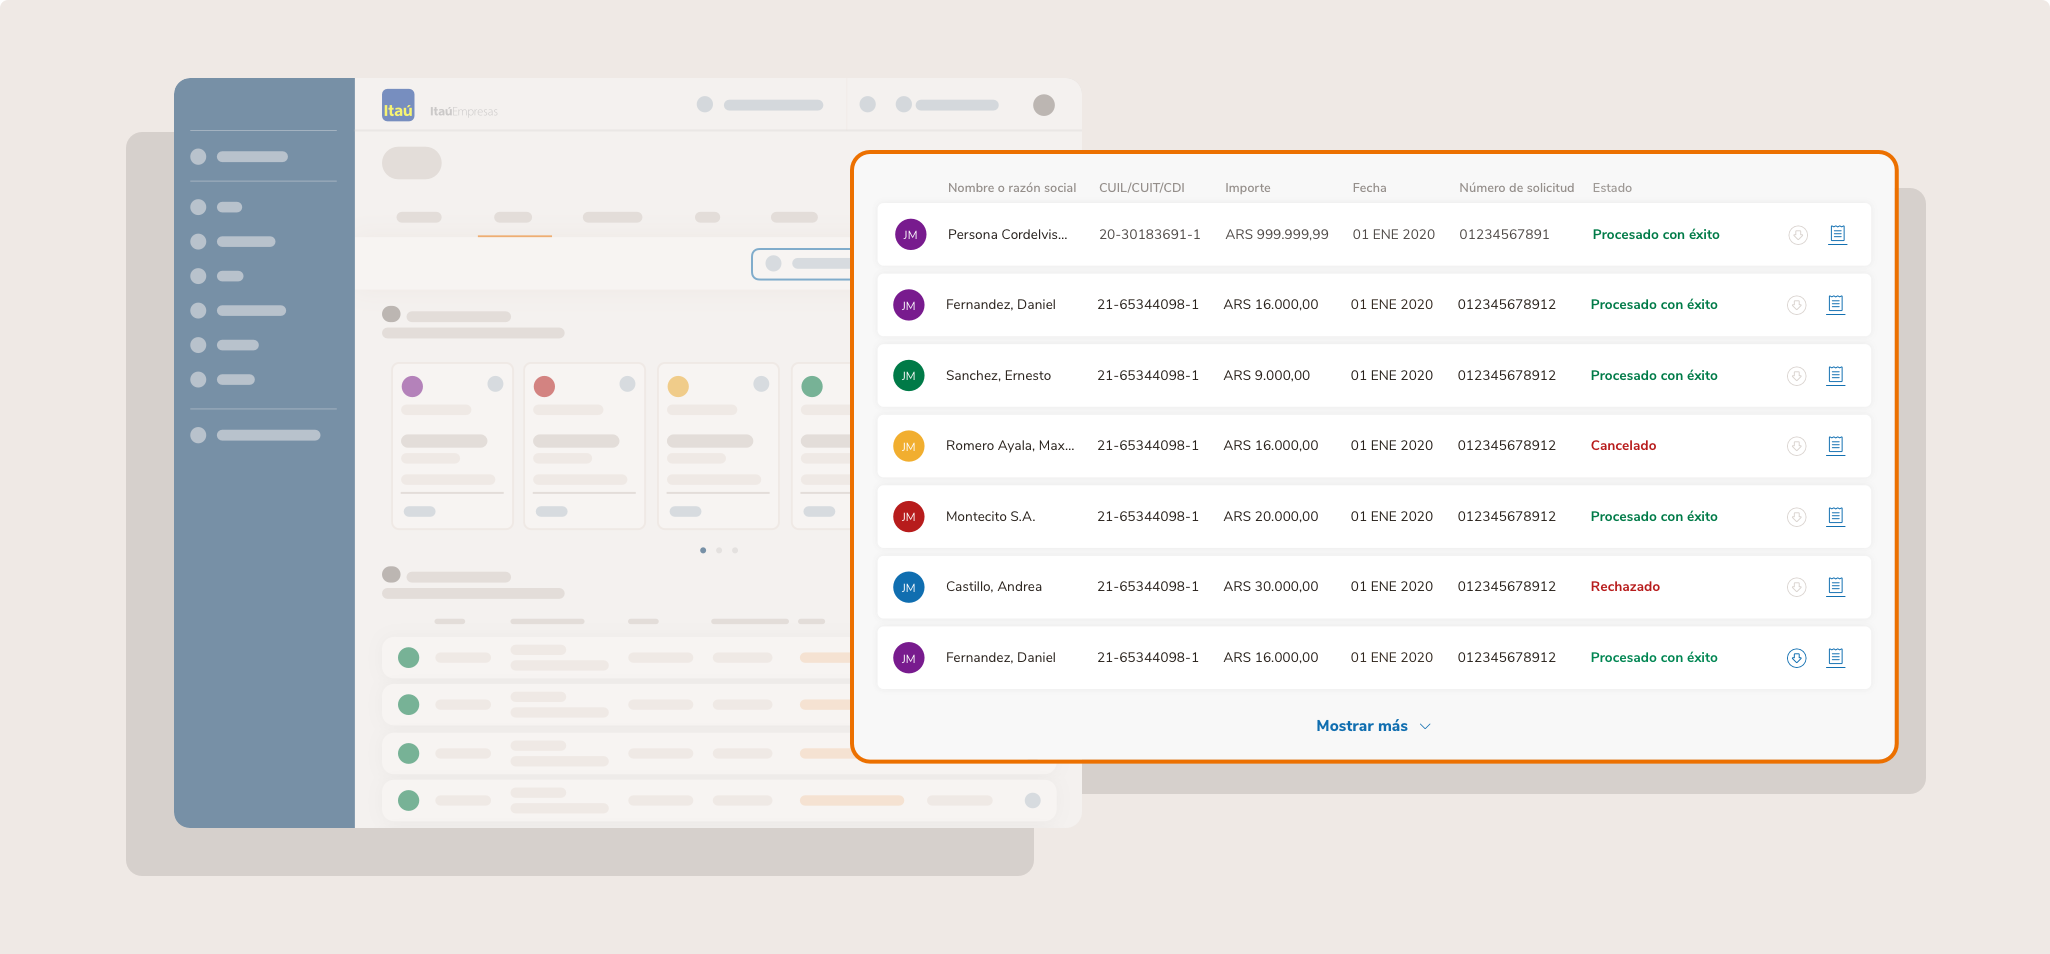 Itaú
ItaúEmpresas
Nombre o razón social CUIL/CUIT/CDI Importe Fecha Número de solicitud Estado
JM Persona Cordelvis... 20-30183691-1 ARS 999.999,99 01 ENE 2020 01234567891 Procesado con éxito
JM Fernandez, Daniel 21-65344098-1 ARS 16.000,00 01 ENE 2020 012345678912 Procesado con éxito
JM Sanchez, Ernesto 21-65344098-1 ARS 9.000,00 01 ENE 2020 012345678912 Procesado con éxito
JM Romero Ayala, Max... 21-65344098-1 ARS 16.000,00 01 ENE 2020 012345678912 Cancelado
JM Montecito S.A. 21-65344098-1 ARS 20.000,00 01 ENE 2020 012345678912 Procesado con éxito
JM Castillo, Andrea 21-65344098-1 ARS 30.000,00 01 ENE 2020 012345678912 Rechazado
JM Fernandez, Daniel 21-65344098-1 ARS 16.000,00 01 ENE 2020 012345678912 Procesado con éxito
Mostrar más